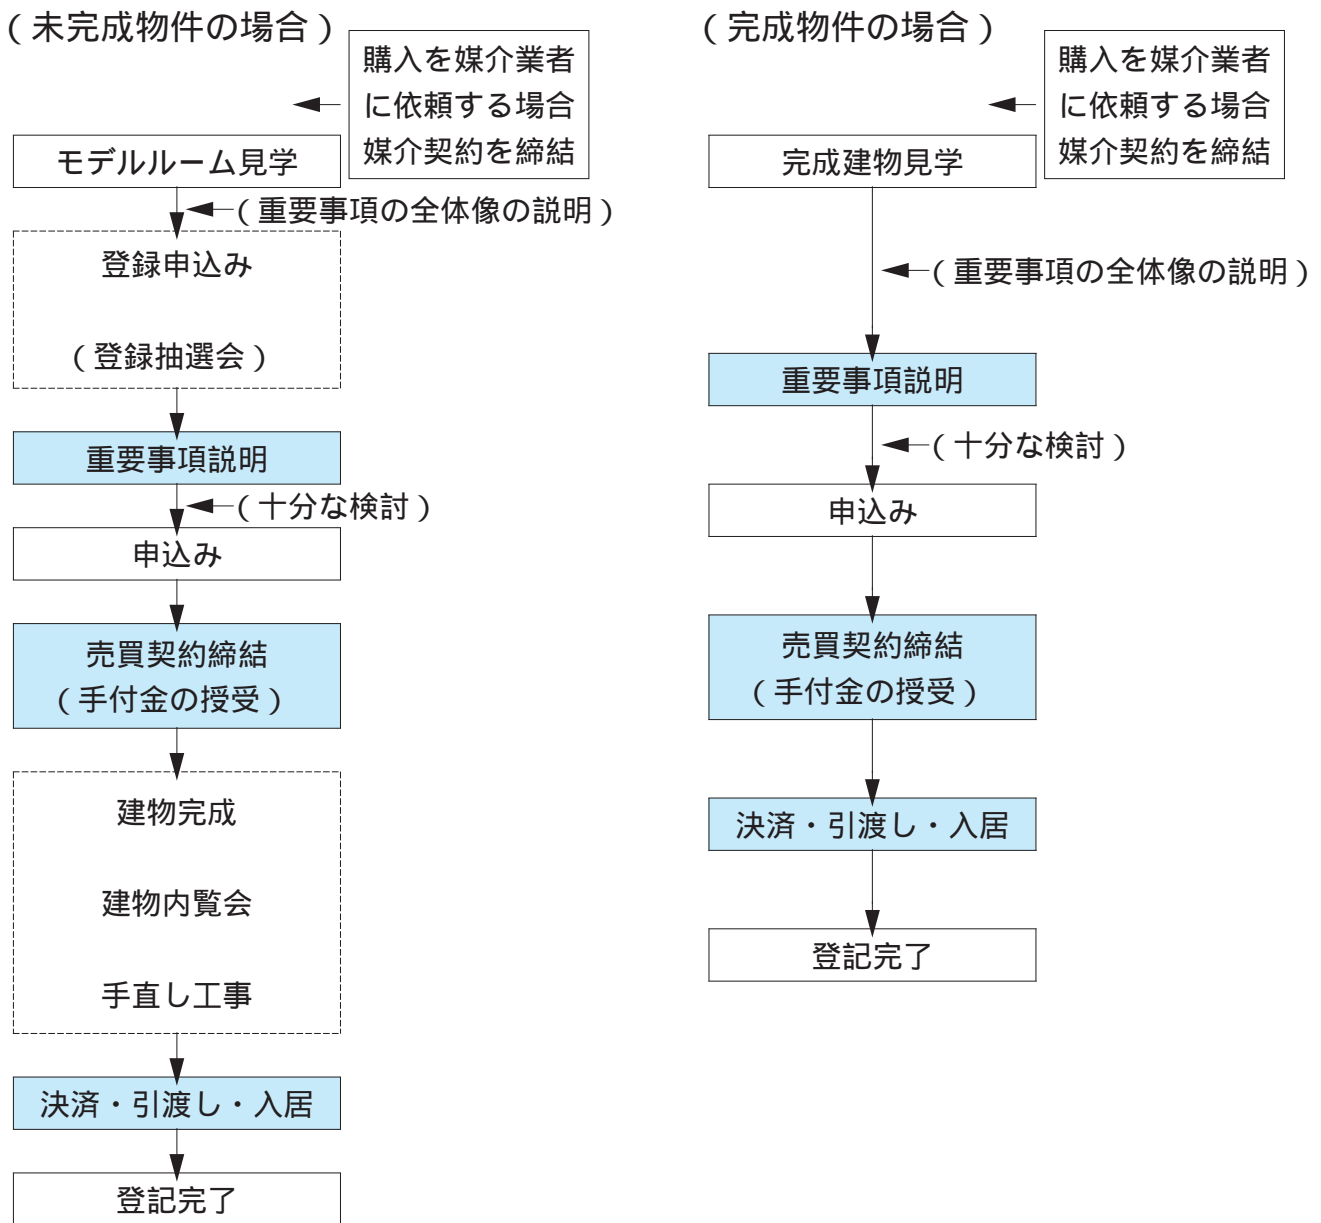 （未完成物件の場合）
購入を媒介業者
に依頼する場合
媒介契約を締結
モデルルーム見学
（重要事項の全体像の説明）
登録申込み
（登録抽選会）
重要事項説明
（十分な検討）
申込み
売買契約締結
（手付金の授受）
建物完成
建物内覧会
手直し工事
決済・引渡し・入居
登記完了
（完成物件の場合）
購入を媒介業者
に依頼する場合
媒介契約を締結
完成建物見学
（重要事項の全体像の説明）
重要事項説明
（十分な検討）
申込み
売買契約締結
（手付金の授受）
決済・引渡し・入居
登記完了